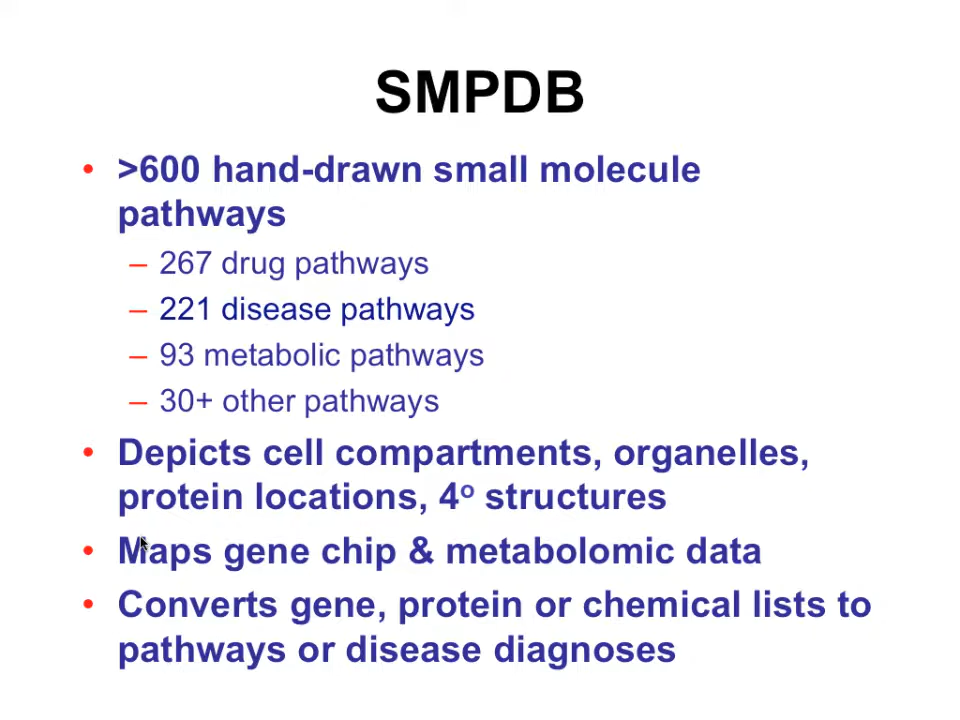 SMPDB
• >600 hand-drawn small molecule
pathways
– 267 drug pathways
– 221 disease pathways
– 93 metabolic pathways
– 30+ other pathways
• Depicts cell compartments, organelles,
protein locations, 4º structures
• Maps gene chip & metabolomic data
• Converts gene, protein or chemical lists to
pathways or disease diagnoses